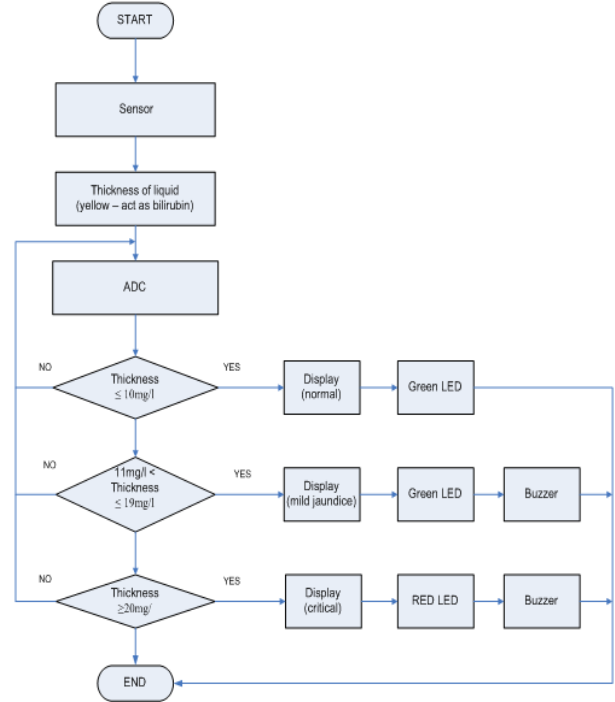 START
Sensor
Thickness of liquid
(yellow – act as bilirubin)
ADC
NO
YES
Thickness
≤ 10mg/l
Display
(normal)
Green LED
NO
YES
11mg/l <
Thickness
≤ 19mg/l
Display
(mild jaundice)
Green LED
Buzzer
NO
YES
Thickness
≥20mg/
Display
(critical)
RED LED
Buzzer
END